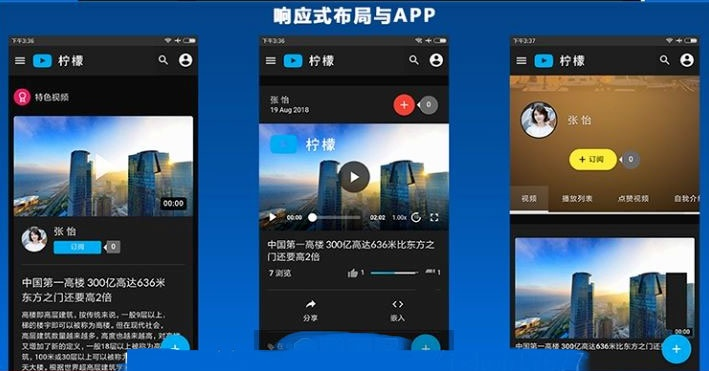 响应式布局与APP
下午3:36
柠檬
特色视频
00:00
张 怡
订阅
0
中国第一高楼 300亿高达636米
东方之门还要高2倍
高楼即高层建筑,按传统来说,一般9层以上,
梯的楼宇即可以被称为高楼,但在现代社会,
高层建筑数量越来越多,高度也越来越高,对高
又增加了新的定义,一般18层以上可被称为高
筑,100米或30层以上可以被称
天大楼,根据世界超高层建筑学
下午3:36
柠檬
张 怡
19 Aug 2018
0
柠檬
00:00
02:02
1.00x
中国第一高楼 300亿高达636米比东方之
门还要高2倍
7 浏览
1
1
分享
嵌入
下午3:37
柠檬
张 怡
+ 订阅
0
视频
播放列表
点赞视频
自我介绍
00:00
中国第一高楼 300亿高达636米比东方之
门还要高2倍